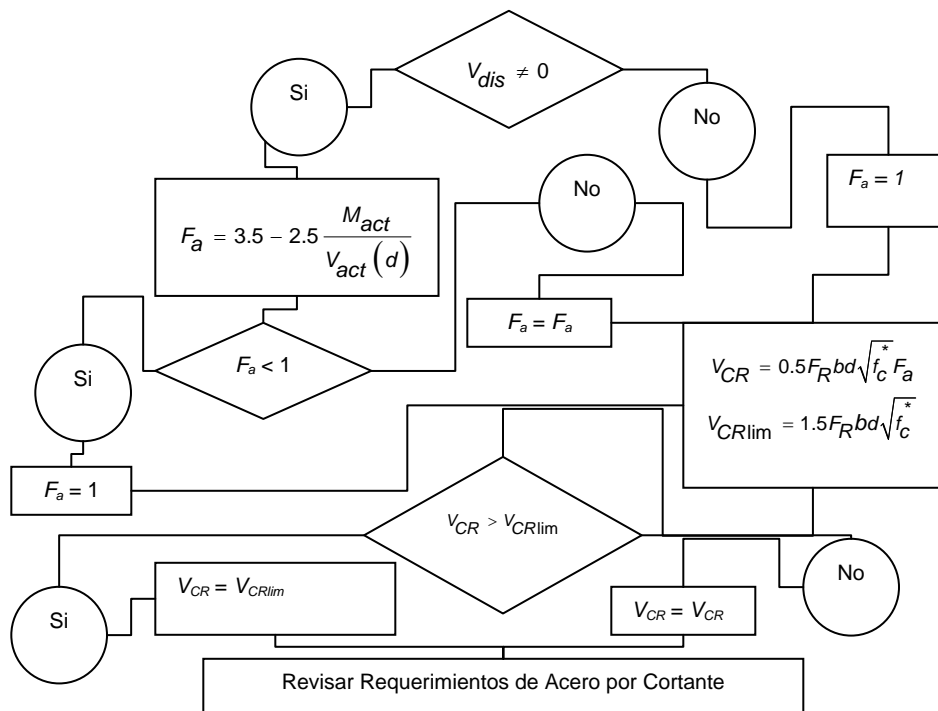 V_dis ≠ 0
Si
No
F_a = 1
F_a = 3.5 − 2.5 M_act / V_act (d)
No
F_a = F_a
F_a < 1
Si
V_CR = 0.5F_R bd√f_c^* F_a
V_CRlim = 1.5F_R bd√f_c^*
F_a = 1
V_CR > V_CRlim
Si
V_CR = V_CRlim
No
V_CR = V_CR
Revisar Requerimientos de Acero por Cortante